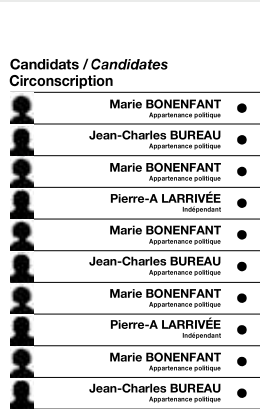 Candidats / Candidates
Circonscription
Marie BONENFANT
Appartenance politique
Jean-Charles BUREAU
Appartenance politique
Marie BONENFANT
Appartenance politique
Pierre-A LARRIVÉE
Indépendant
Marie BONENFANT
Appartenance politique
Jean-Charles BUREAU
Appartenance politique
Marie BONENFANT
Appartenance politique
Pierre-A LARRIVÉE
Indépendant
Marie BONENFANT
Appartenance politique
Jean-Charles BUREAU
Appartenance politique